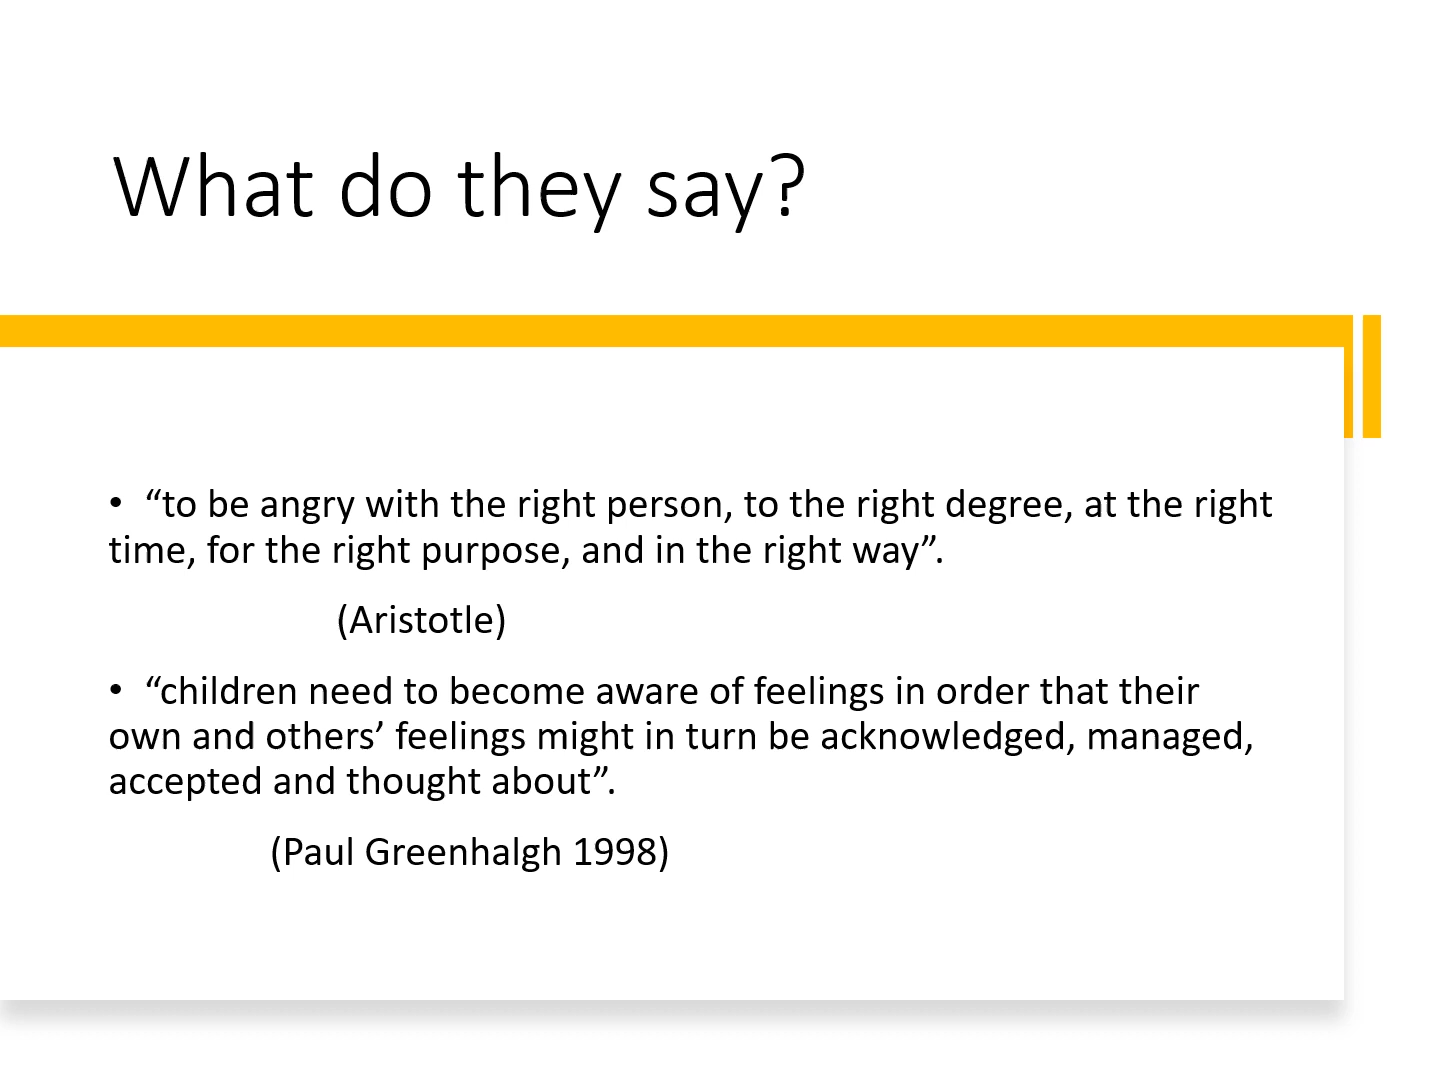 What do they say?
• “to be angry with the right person, to the right degree, at the right
time, for the right purpose, and in the right way”.
(Aristotle)
• “children need to become aware of feelings in order that their
own and others’ feelings might in turn be acknowledged, managed,
accepted and thought about”.
(Paul Greenhalgh 1998)